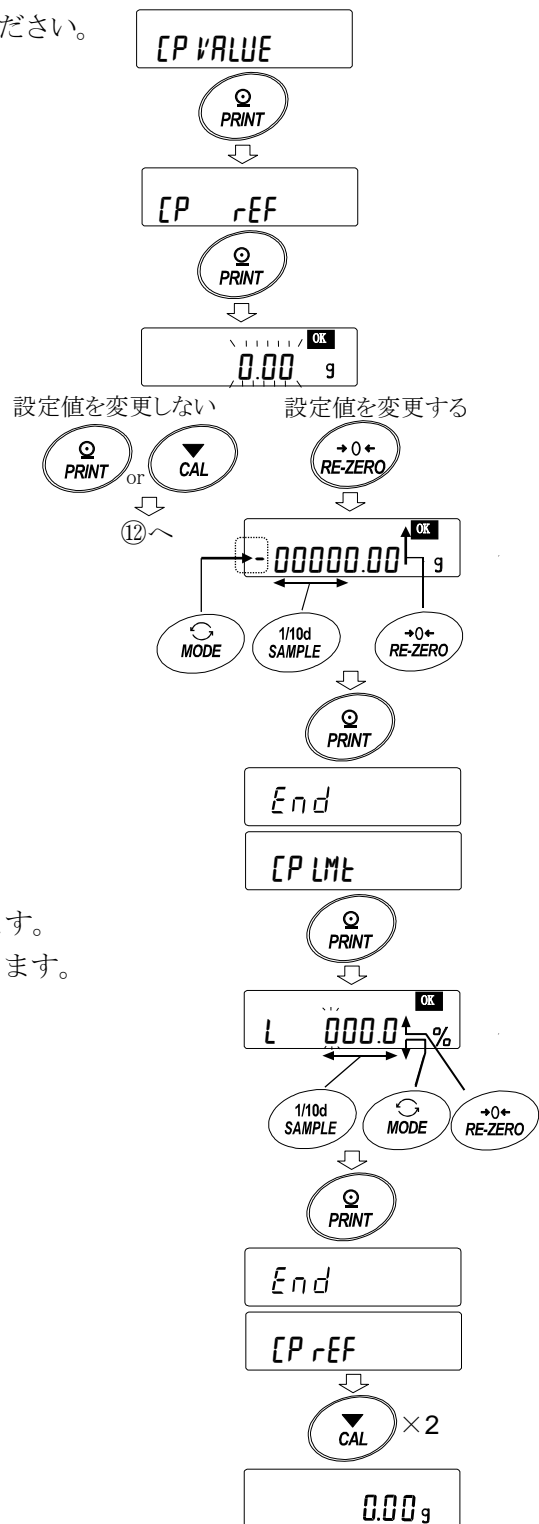 ださい。
CP VALUE
PRINT
CP rEF
PRINT
OK
0.00 g
設定値を変更しない 設定値を変更する
PRINT or CAL →0← RE-ZERO
⑫へ
OK
- 00000.00 g
MODE 1/10d SAMPLE →0← RE-ZERO
PRINT
End
CP LMt
す。
PRINT
ます。
OK
L 000.0 %
1/10d SAMPLE MODE →0← RE-ZERO
PRINT
End
CP rEF
CAL ×2
0.00 g